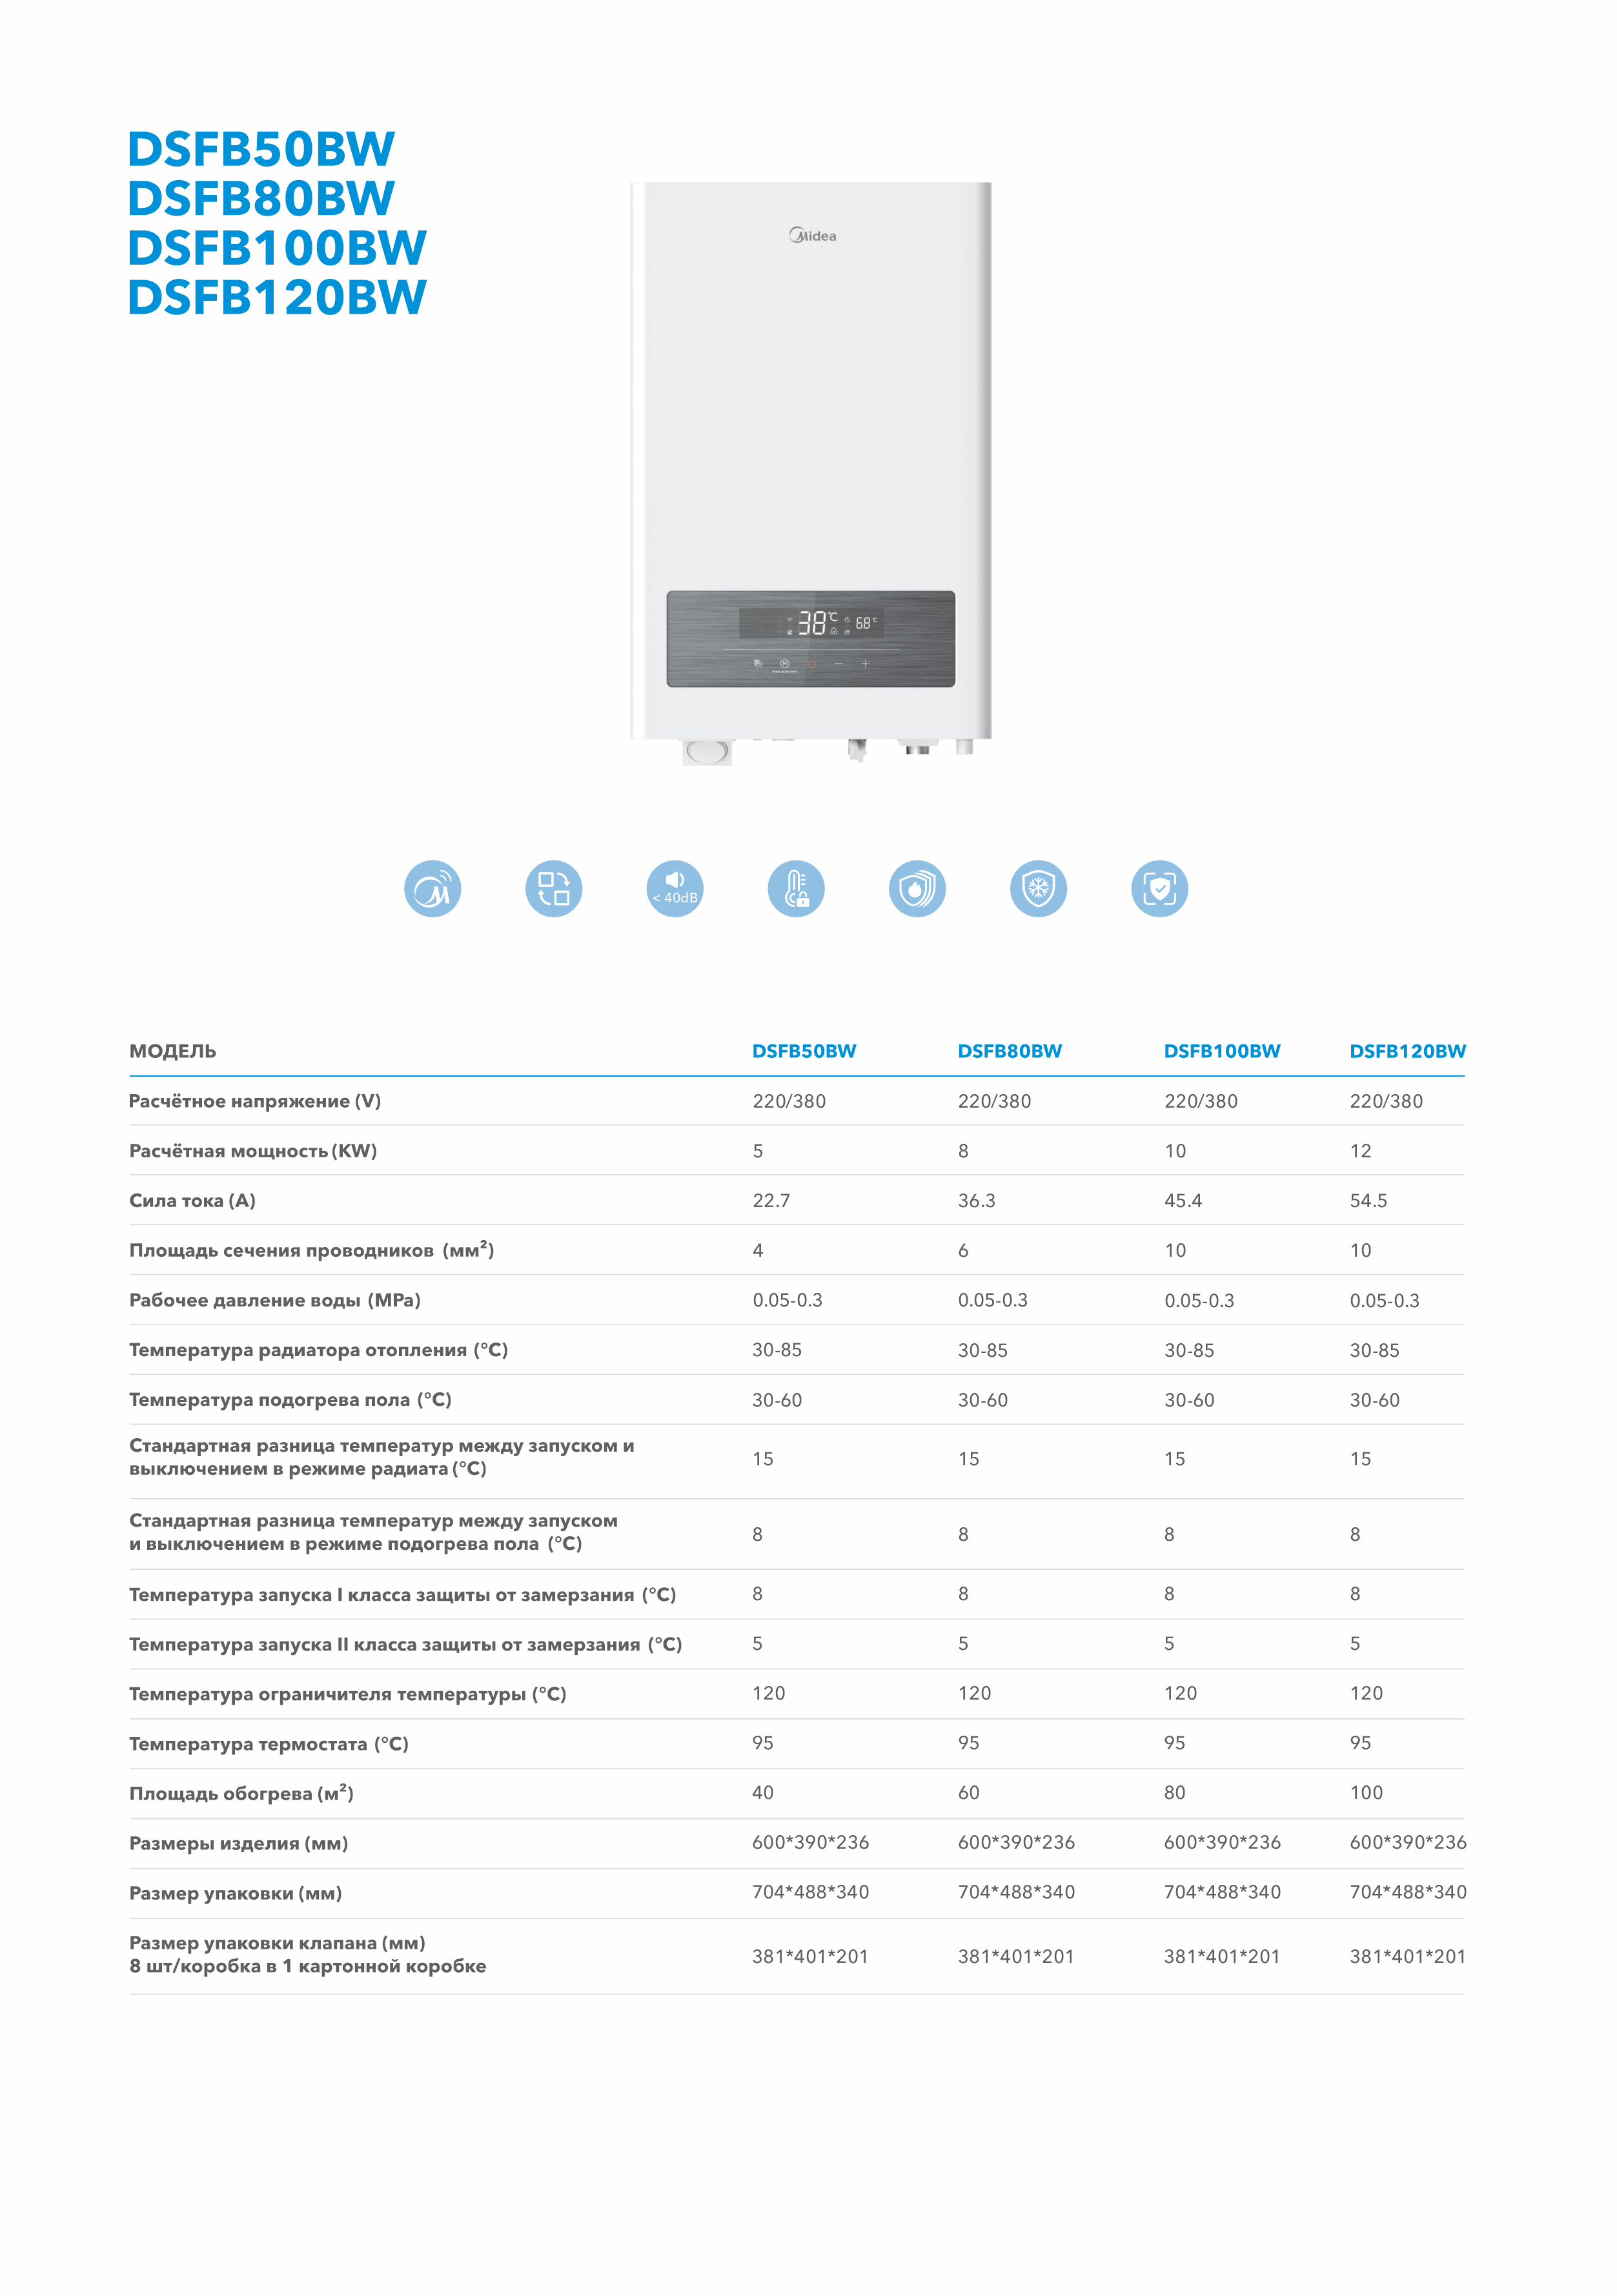 DSFB50BW
DSFB80BW
DSFB100BW
DSFB120BW
Midea
38°C 68°C
M
< 40dB
МОДЕЛЬ DSFB50BW DSFB80BW DSFB100BW DSFB120BW
Расчётное напряжение (V) 220/380 220/380 220/380 220/380
Расчётная мощность (KW) 5 8 10 12
Сила тока (А) 22.7 36.3 45.4 54.5
Площадь сечения проводников (мм²) 4 6 10 10
Рабочее давление воды (MPa) 0.05-0.3 0.05-0.3 0.05-0.3 0.05-0.3
Температура радиатора отопления (°C) 30-85 30-85 30-85 30-85
Температура подогрева пола (°C) 30-60 30-60 30-60 30-60
Стандартная разница температур между запуском и
выключением в режиме радиата (°C) 15 15 15 15
Стандартная разница температур между запуском
и выключением в режиме подогрева пола (°C) 8 8 8 8
Температура запуска I класса защиты от замерзания (°C) 8 8 8 8
Температура запуска II класса защиты от замерзания (°C) 5 5 5 5
Температура ограничителя температуры (°C) 120 120 120 120
Температура термостата (°C) 95 95 95 95
Площадь обогрева (м²) 40 60 80 100
Размеры изделия (мм) 600*390*236 600*390*236 600*390*236 600*390*236
Размер упаковки (мм) 704*488*340 704*488*340 704*488*340 704*488*340
Размер упаковки клапана (мм)
8 шт/коробка в 1 картонной коробке 381*401*201 381*401*201 381*401*201 381*401*201